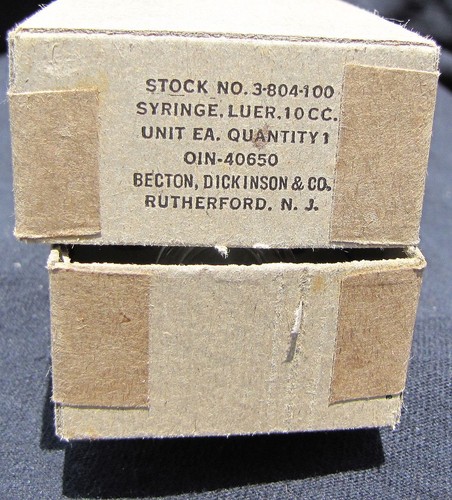 STOCK NO. 3-804-100
SYRINGE, LUER, 10 CC.
UNIT EA. QUANTITY 1
OIN-40650
BECTON, DICKINSON & CO.
RUTHERFORD, N. J.